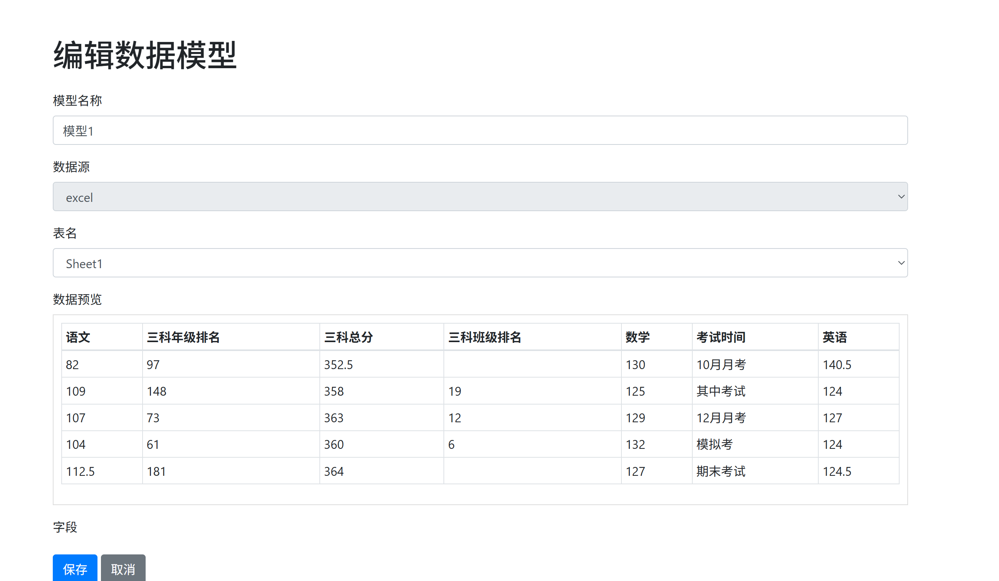 编辑数据模型
模型名称
模型1
数据源
excel
表名
Sheet1
数据预览
语文 三科年级排名 三科总分 三科班级排名 数学 考试时间 英语
82 97 352.5 130 10月月考 140.5
109 148 358 19 125 其中考试 124
107 73 363 12 129 12月月考 127
104 61 360 6 132 模拟考 124
112.5 181 364 127 期末考试 124.5
字段
保存 取消